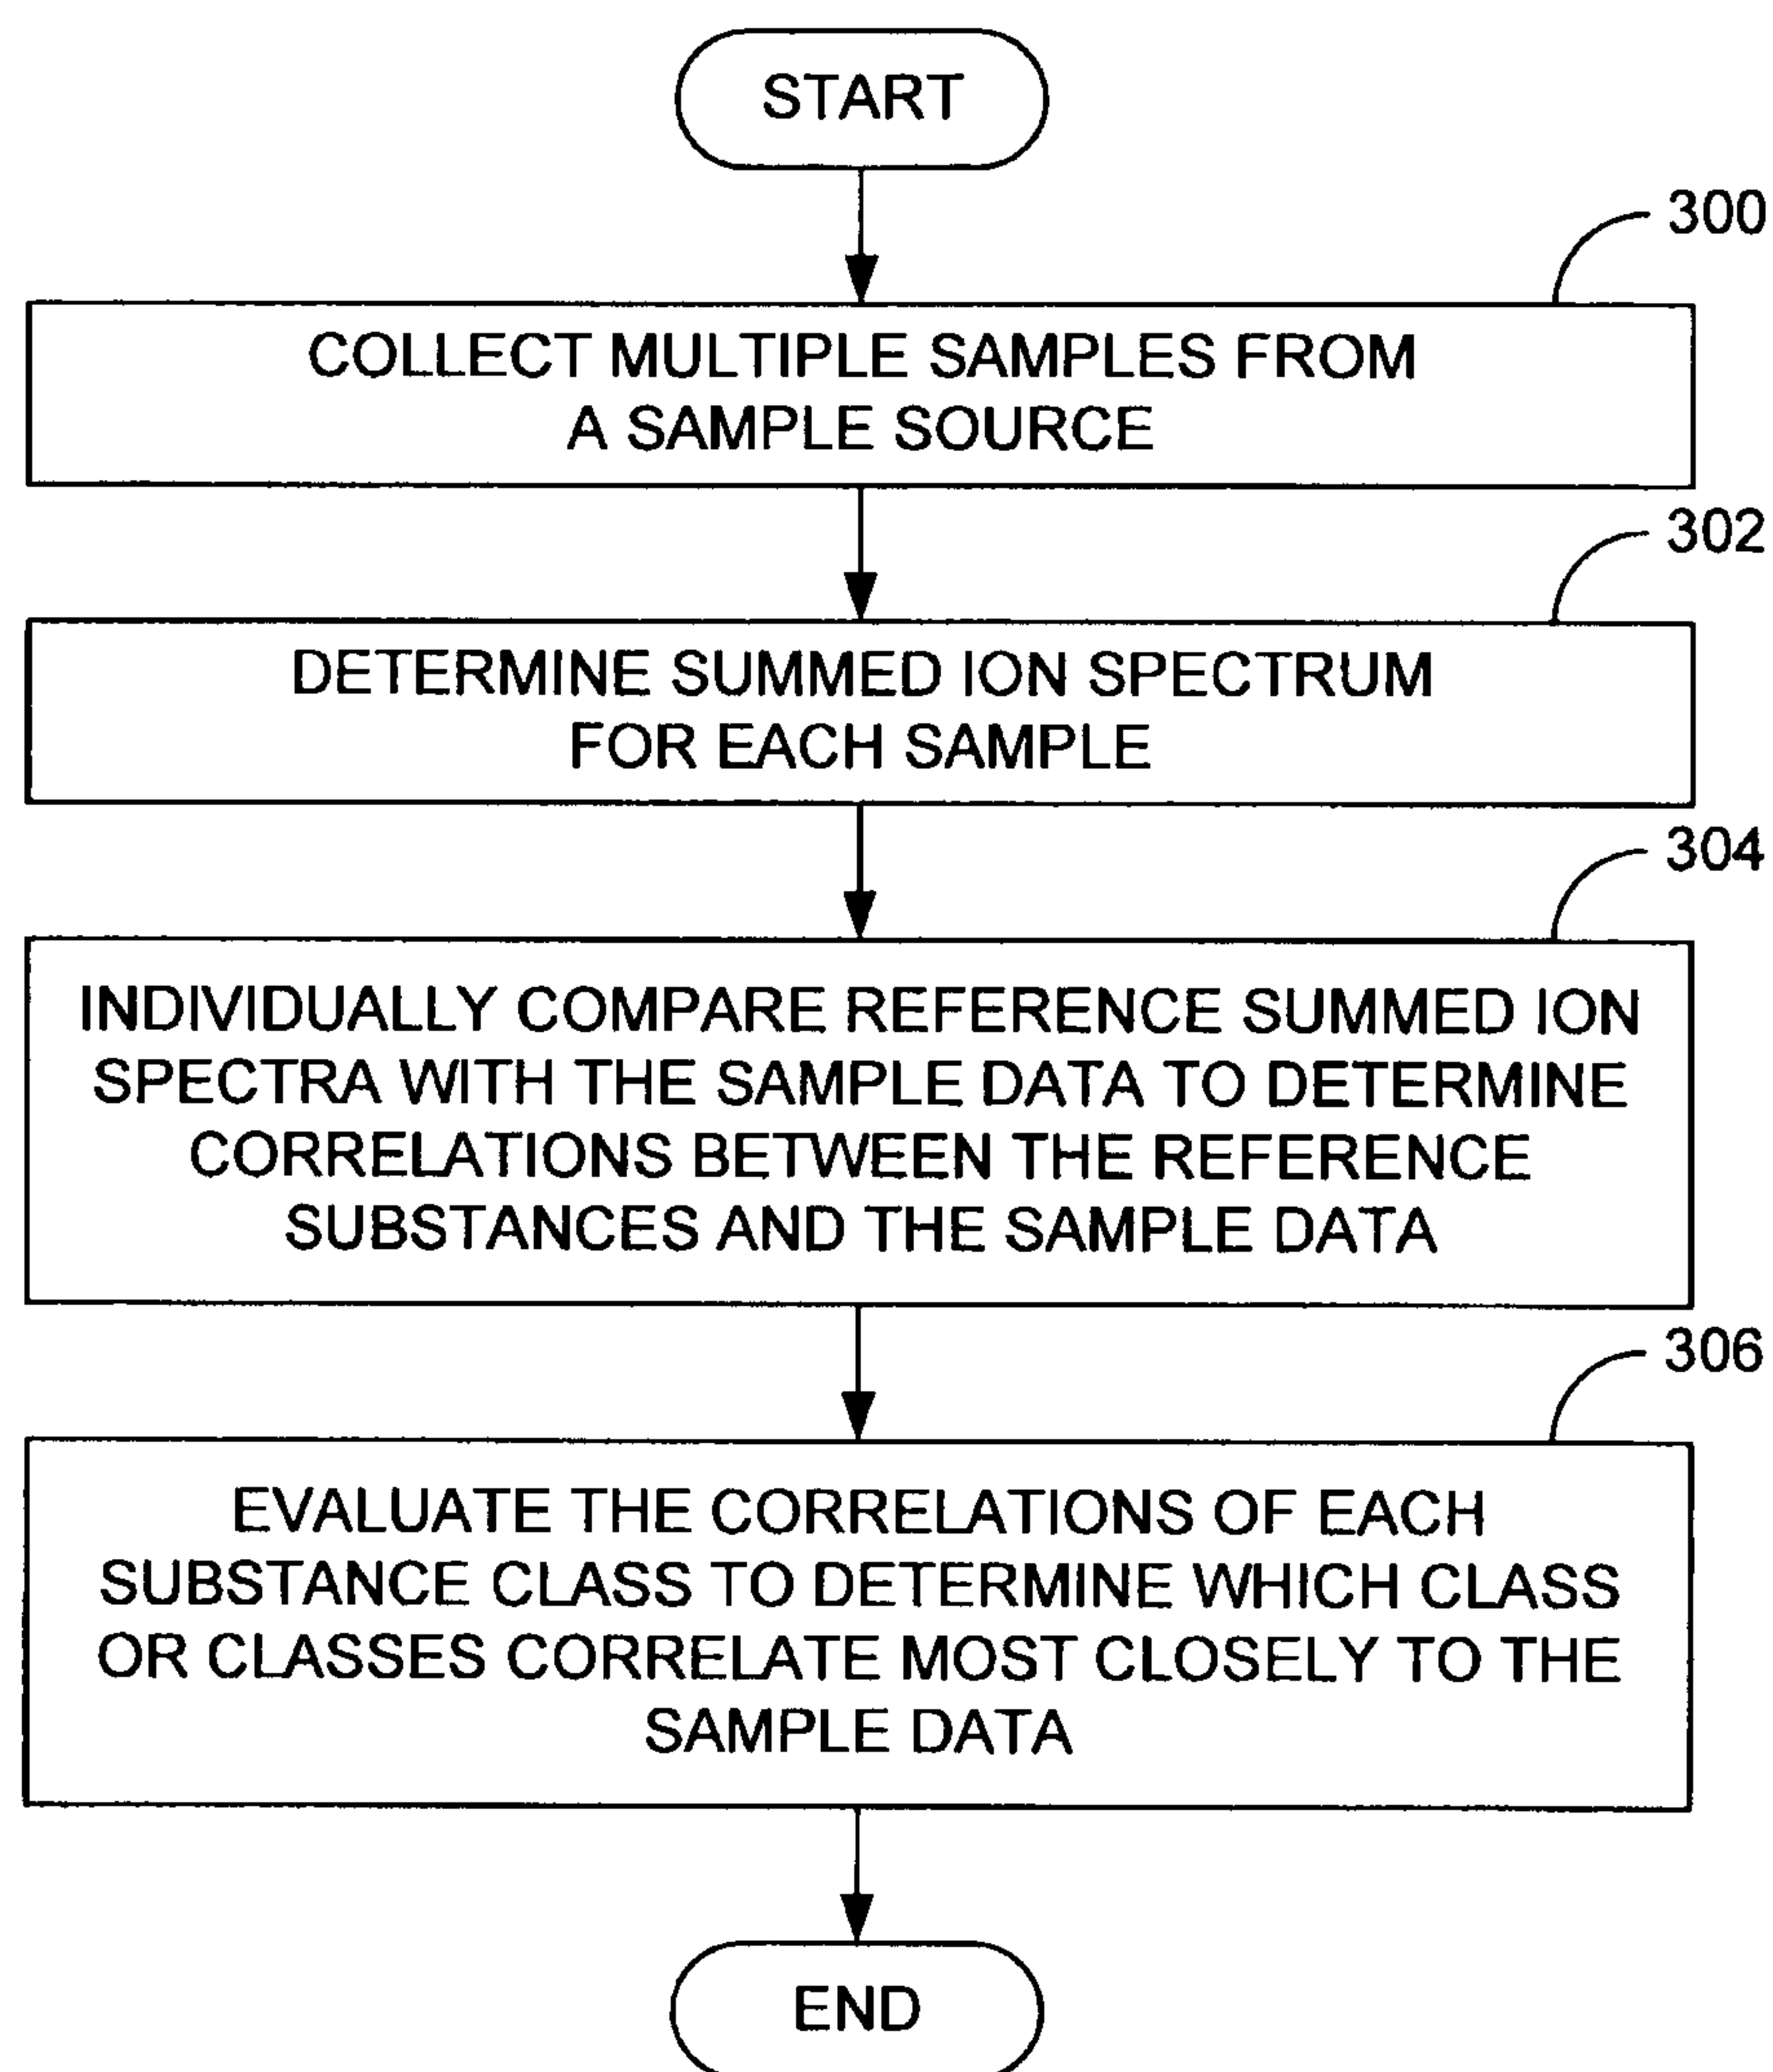 START
300
COLLECT MULTIPLE SAMPLES FROM
A SAMPLE SOURCE
302
DETERMINE SUMMED ION SPECTRUM
FOR EACH SAMPLE
304
INDIVIDUALLY COMPARE REFERENCE SUMMED ION
SPECTRA WITH THE SAMPLE DATA TO DETERMINE
CORRELATIONS BETWEEN THE REFERENCE
SUBSTANCES AND THE SAMPLE DATA
306
EVALUATE THE CORRELATIONS OF EACH
SUBSTANCE CLASS TO DETERMINE WHICH CLASS
OR CLASSES CORRELATE MOST CLOSELY TO THE
SAMPLE DATA
END